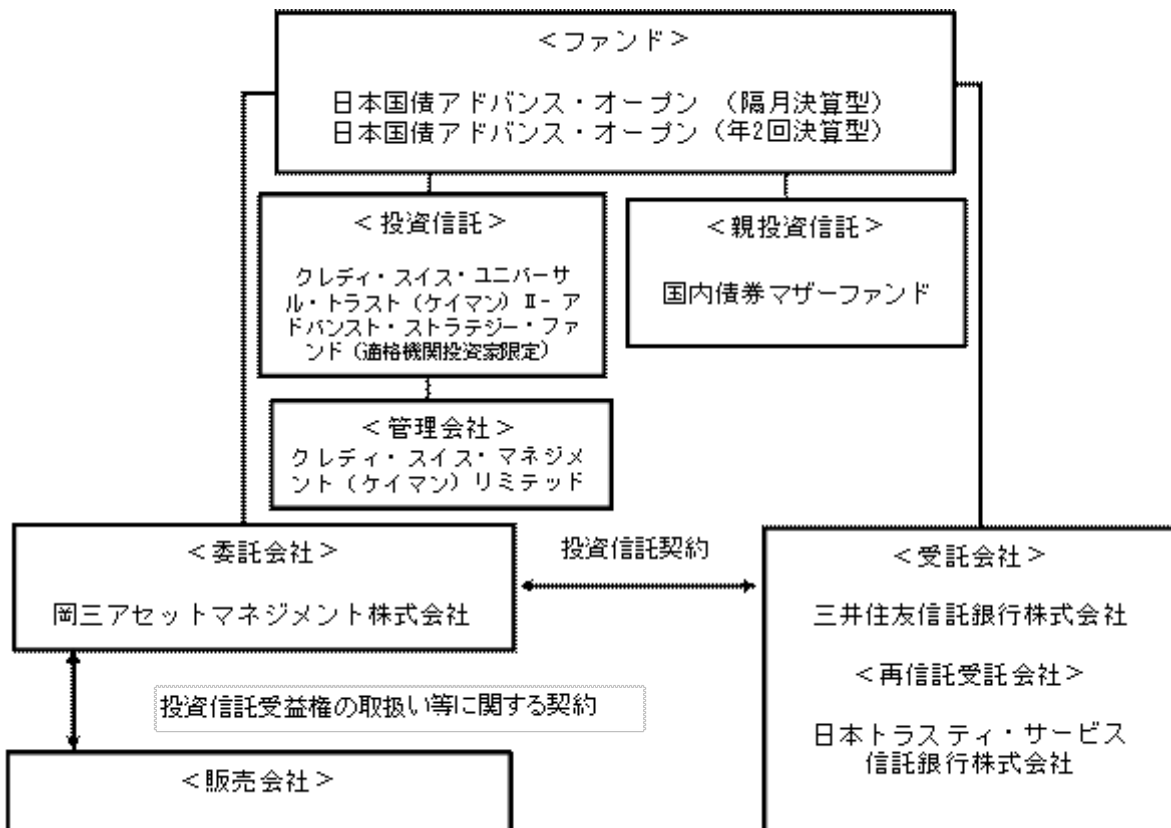 ＜ファンド＞
日本国債アドバンス・オープン （隔月決算型）
日本国債アドバンス・オープン（年2回決算型）
＜投資信託＞
クレディ・スイス・ユニバーサ
ル・トラスト（ケイマン）Ⅱ－ア
ドバンスト・ストラテジー・ファ
ンド（適格機関投資家限定）
＜親投資信託＞
国内債券マザーファンド
＜管理会社＞
クレディ・スイス・マネジメ
ント（ケイマン）リミテッド
＜委託会社＞
岡三アセットマネジメント株式会社
投資信託契約
＜受託会社＞
三井住友信託銀行株式会社
＜再信託受託会社＞
日本トラスティ・サービス
信託銀行株式会社
投資信託受益権の取扱い等に関する契約
＜販売会社＞